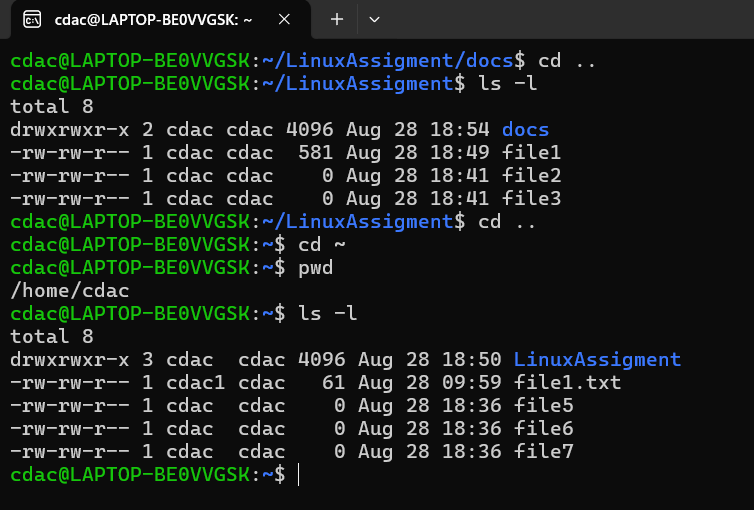 cdac@LAPTOP-BE0VVGSK: ~
cdac@LAPTOP-BE0VVGSK:~/LinuxAssigment/docs$ cd ..
cdac@LAPTOP-BE0VVGSK:~/LinuxAssigment$ ls -l
total 8
drwxrwxr-x 2 cdac cdac 4096 Aug 28 18:54 docs
-rw-rw-r-- 1 cdac cdac  581 Aug 28 18:49 file1
-rw-rw-r-- 1 cdac cdac    0 Aug 28 18:41 file2
-rw-rw-r-- 1 cdac cdac    0 Aug 28 18:41 file3
cdac@LAPTOP-BE0VVGSK:~/LinuxAssigment$ cd ..
cdac@LAPTOP-BE0VVGSK:~$ cd ~
cdac@LAPTOP-BE0VVGSK:~$ pwd
/home/cdac
cdac@LAPTOP-BE0VVGSK:~$ ls -l
total 8
drwxrwxr-x 3 cdac  cdac 4096 Aug 28 18:50 LinuxAssigment
-rw-rw-r-- 1 cdac1 cdac   61 Aug 28 09:59 file1.txt
-rw-rw-r-- 1 cdac  cdac    0 Aug 28 18:36 file5
-rw-rw-r-- 1 cdac  cdac    0 Aug 28 18:36 file6
-rw-rw-r-- 1 cdac  cdac    0 Aug 28 18:36 file7
cdac@LAPTOP-BE0VVGSK:~$